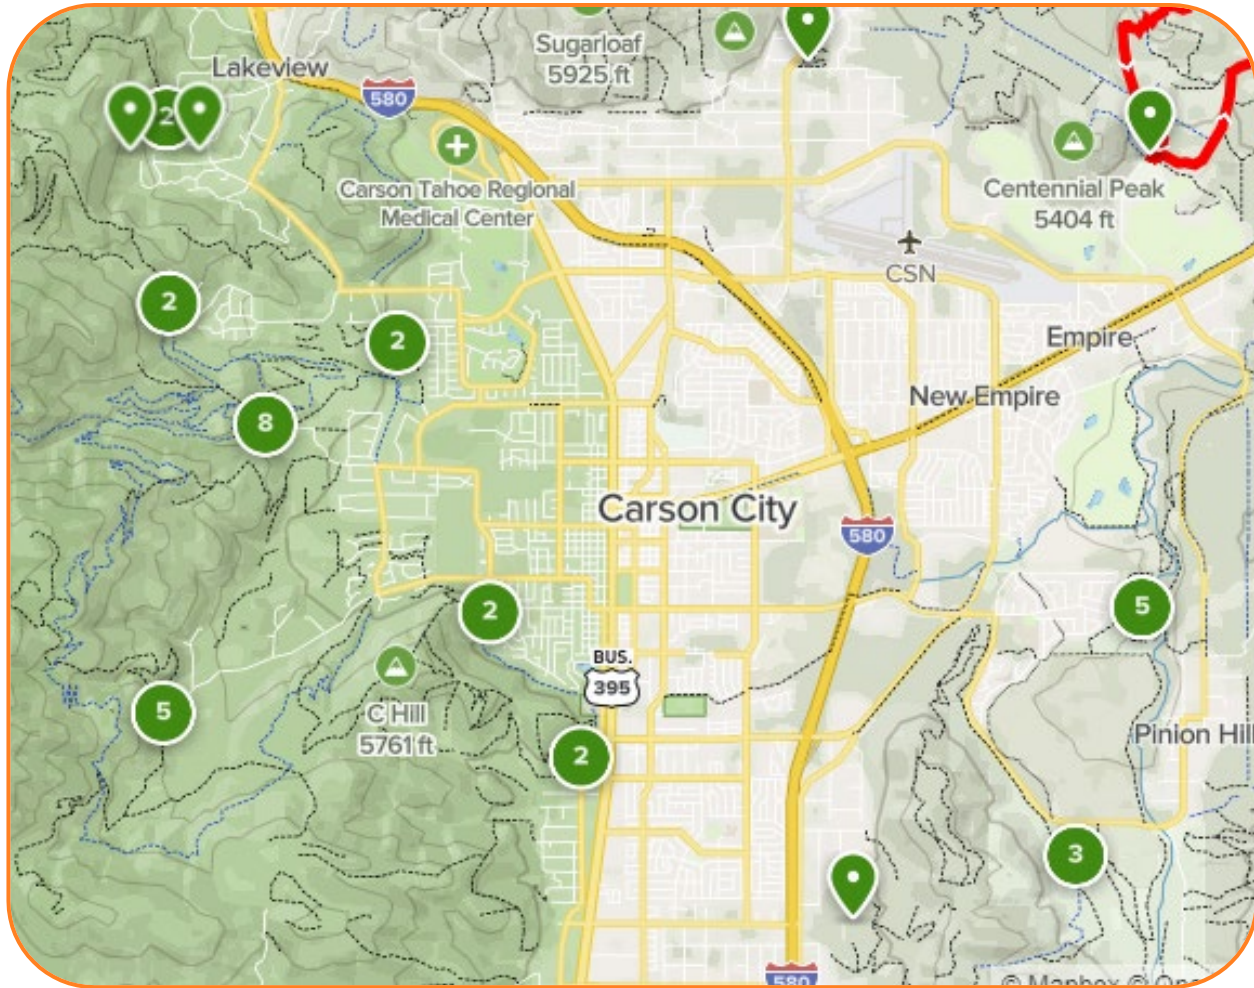 Sugarloaf
5925 ft
Lakeview
580
2
Carson Tahoe Regional
Medical Center
Centennial Peak
5404 ft
CSN
2
2
Empire
New Empire
8
Carson City
580
2
5
BUS.
395
5
C Hill
5761 ft
Pinion Hill
2
3
580
© Mapbox ©